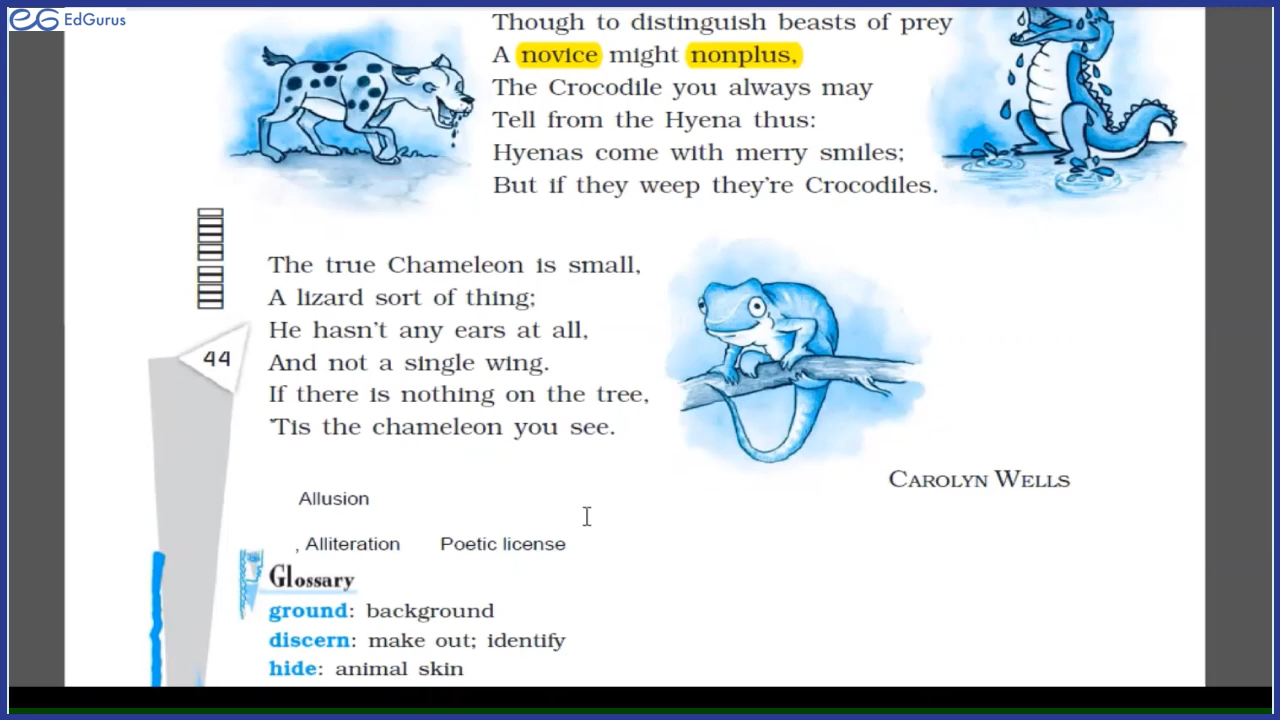 EdGurus
Though to distinguish beasts of prey
A novice might nonplus,
The Crocodile you always may
Tell from the Hyena thus:
Hyenas come with merry smiles;
But if they weep they're Crocodiles.
The true Chameleon is small,
A lizard sort of thing;
He hasn't any ears at all,
And not a single wing.
If there is nothing on the tree,
'Tis the chameleon you see.
44
CAROLYN WELLS
Allusion
, Alliteration Poetic license
Glossary
ground: background
discern: make out; identify
hide: animal skin